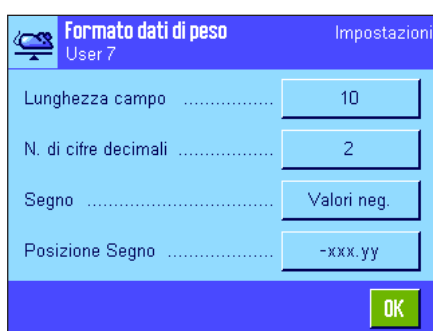 Formato dati di peso Impostazioni
User 7
Lunghezza campo ................. 10
N. di cifre decimali .................. 2
Segno ................................... Valori neg.
Posizione Segno .................... -xxx.yy
OK